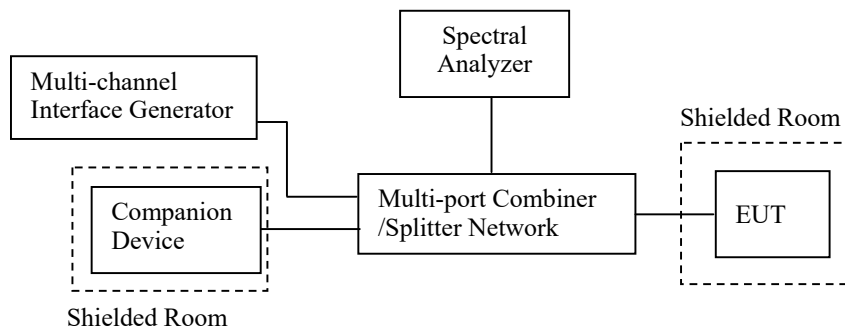 Spectral
Analyzer
Multi-channel
Interface Generator
Shielded Room
Multi-port Combiner
/Splitter Network
Companion
Device
EUT
Shielded Room